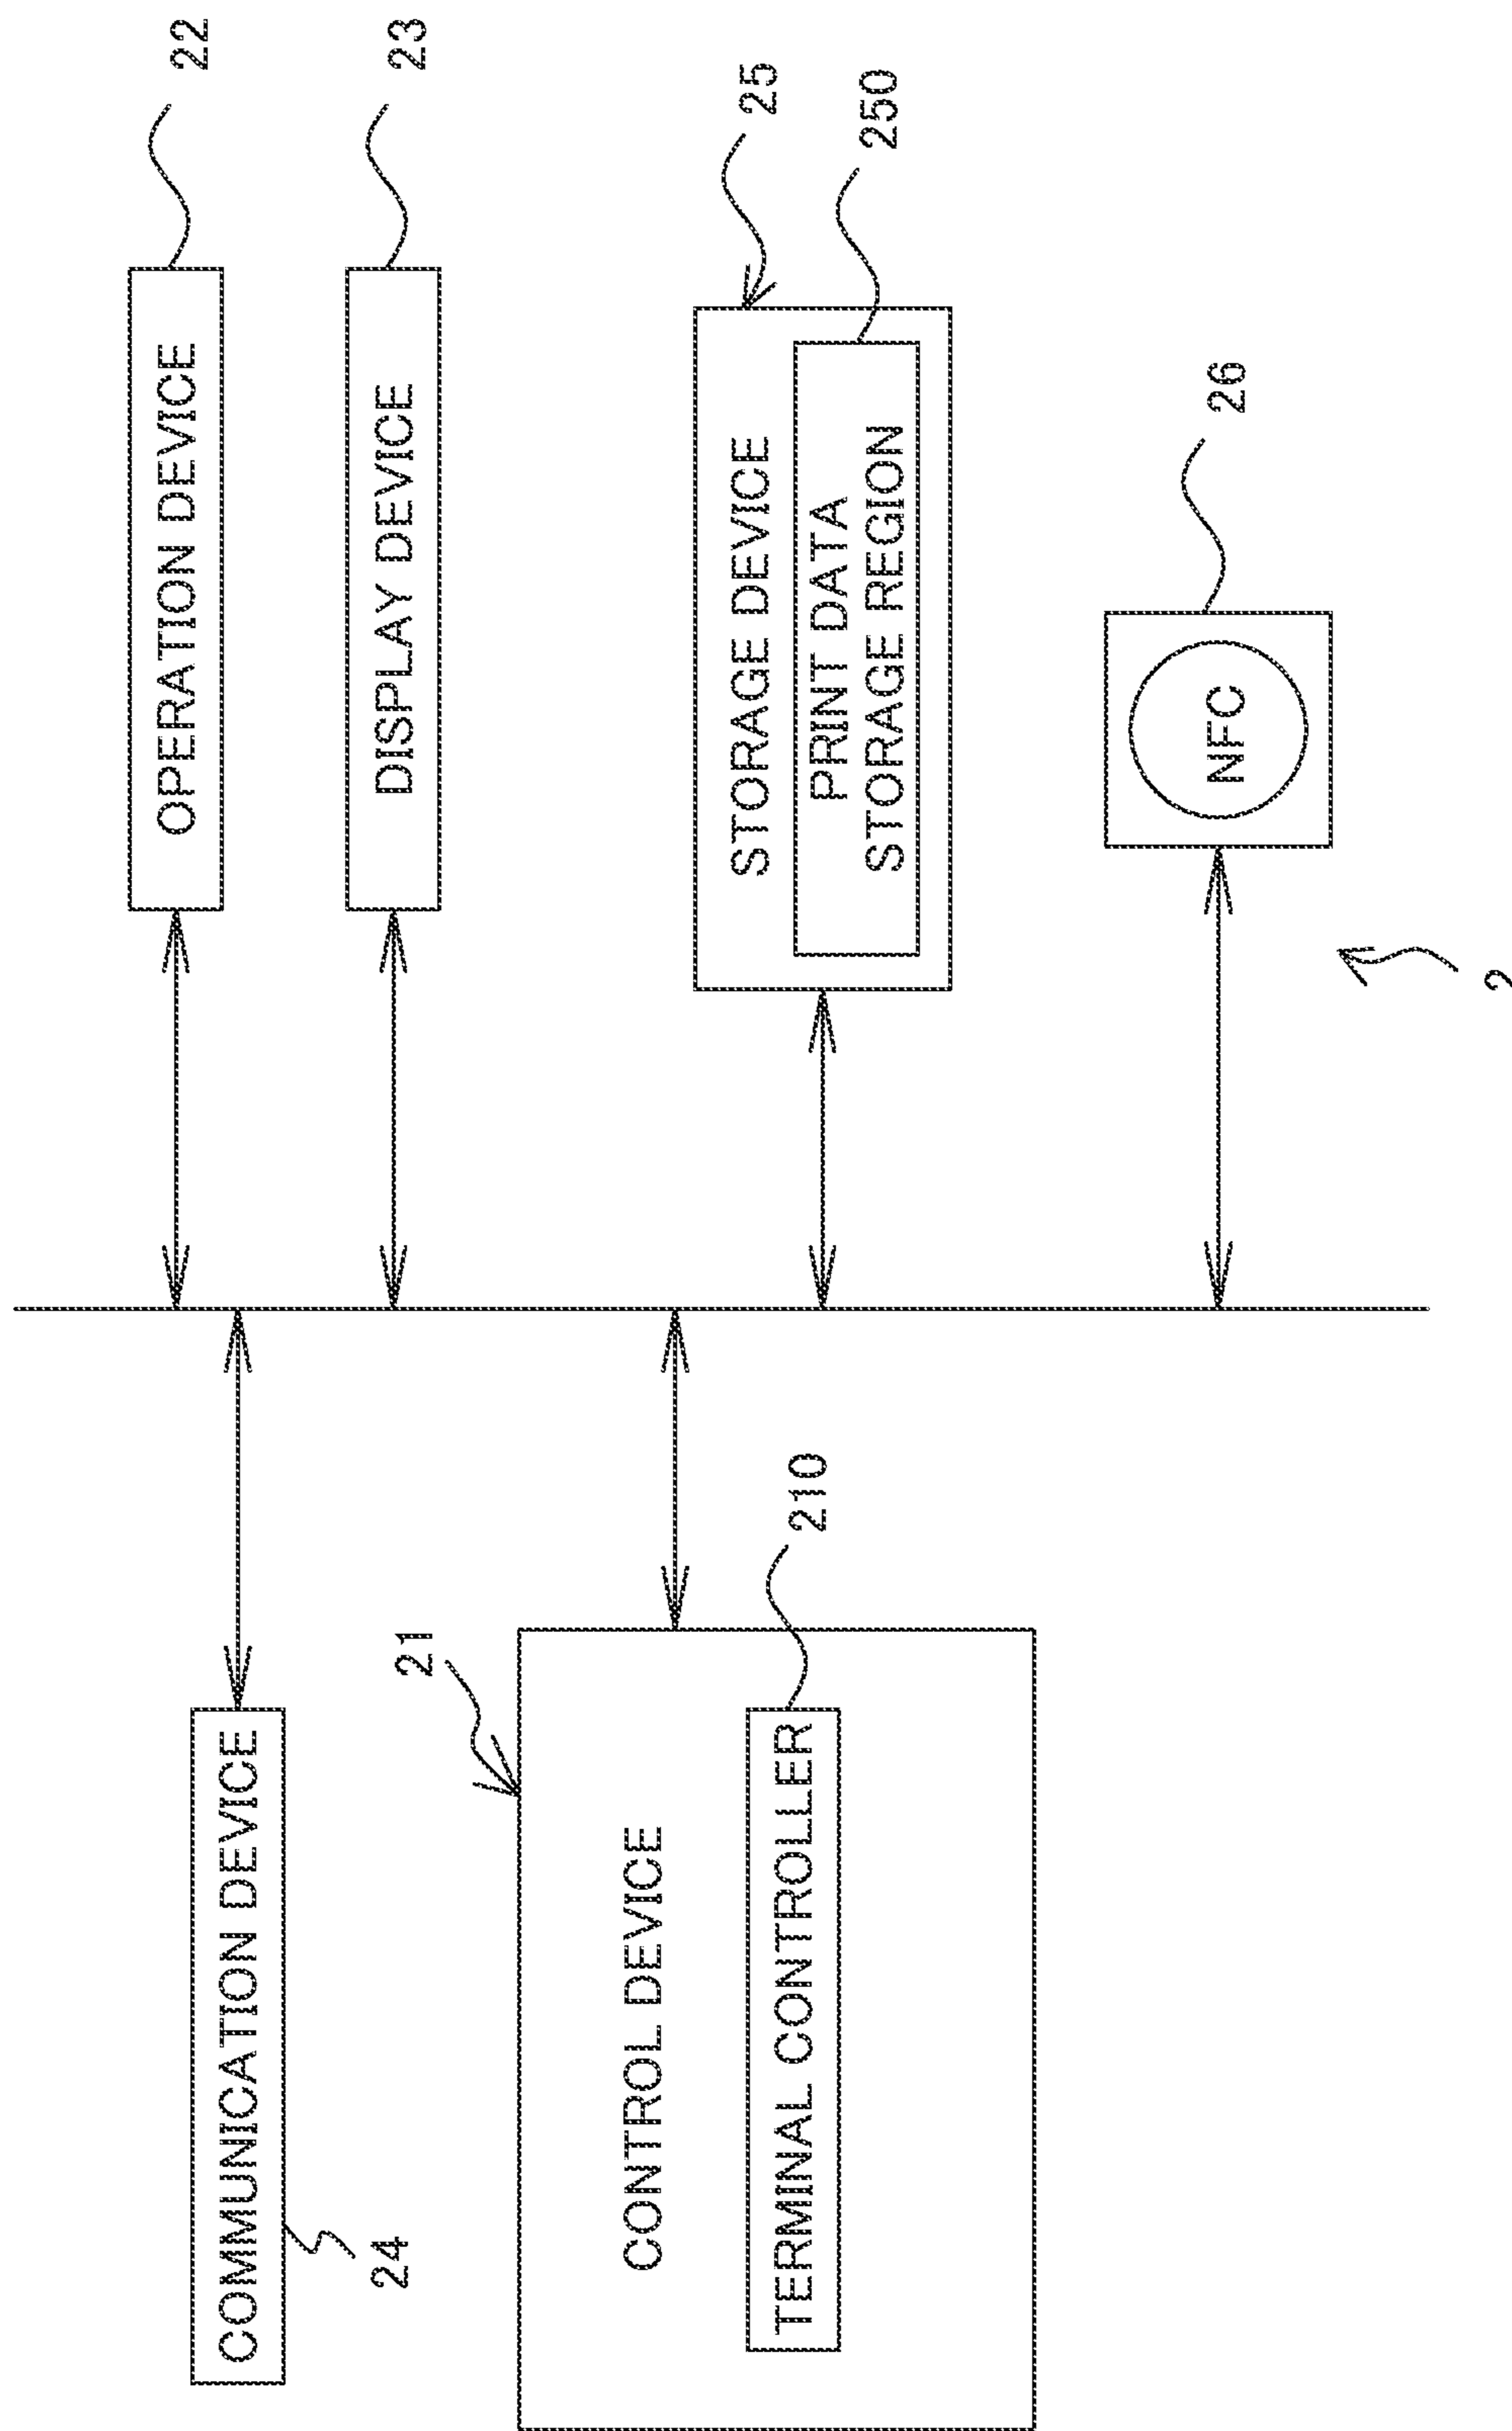 OPERATION DEVICE
22
COMMUNICATION DEVICE
24
DISPLAY DEVICE
23
21
CONTROL DEVICE
TERMINAL CONTROLLER
210
STORAGE DEVICE
25
PRINT DATA
STORAGE REGION
250
NFC
26
2